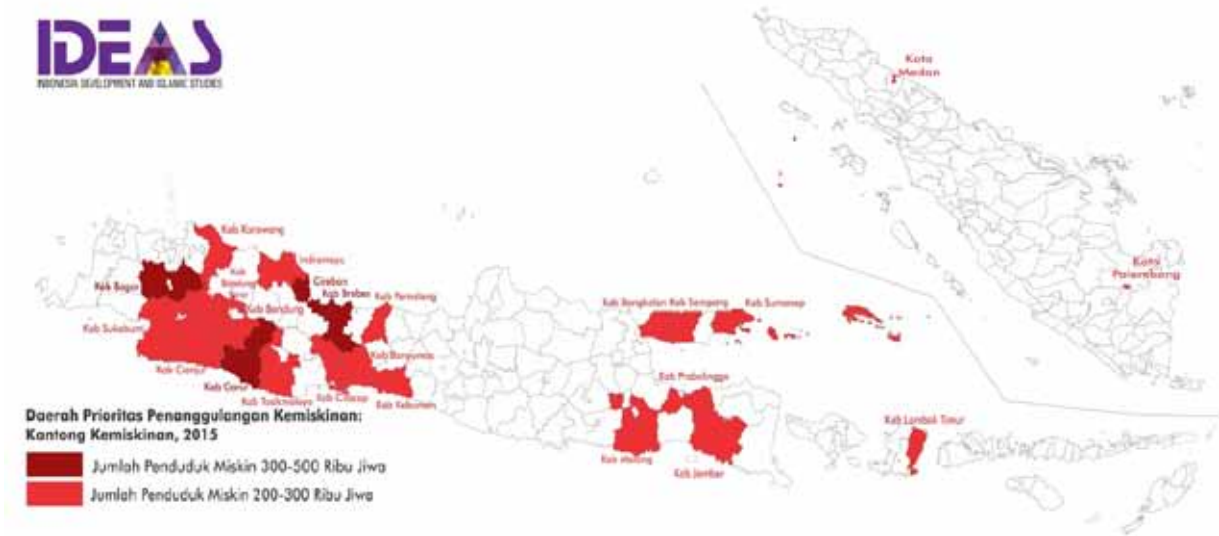 IDEAS
INDONESIA DEVELOPMENT AND ISLAMIC STUDIES
Kota
Medan
Kota
Palembang
Kab Karawang
Indramayu
Kab Bogor
Kab
Bandung
Barat
Cirebon
Kab Brebes
Kab Pemalang
Kab Bandung
Kab Sukabumi
Kab Cianjur
Kab Garut
Kab Tasikmalaya
Kab Cilacap
Kab Banyumas
Kab Kebumen
Kab Bangkalan Kab Sampang
Kab Sumenep
Kab Probolinggo
Kab Malang
Kab Jember
Kab Lombok Timur
Daerah Prioritas Penanggulangan Kemiskinan:
Kantong Kemiskinan, 2015
Jumlah Penduduk Miskin 300-500 Ribu Jiwa
Jumlah Penduduk Miskin 200-300 Ribu Jiwa